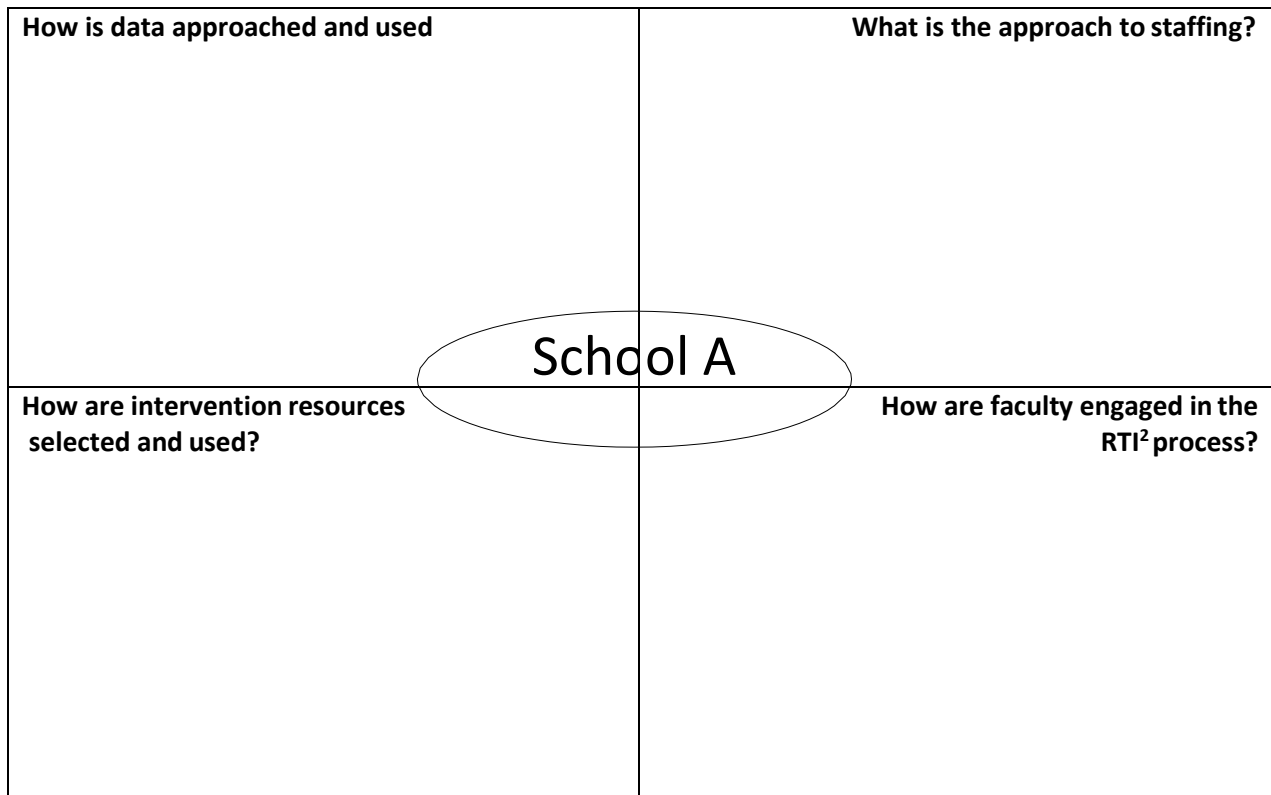 How is data approached and used
What is the approach to staffing?
School A
How are intervention resources
selected and used?
How are faculty engaged in the
RTI² process?